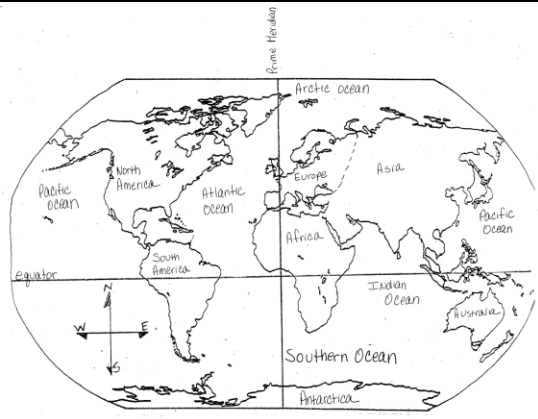 Prime Meridian
Arctic ocean
North
America
Europe
Asia
Pacific
ocean
Atlantic
Ocean
Pacific
Ocean
Africa
South
America
equator
Indian
Ocean
N
W E
S
Australia
Southern Ocean
Antarctica